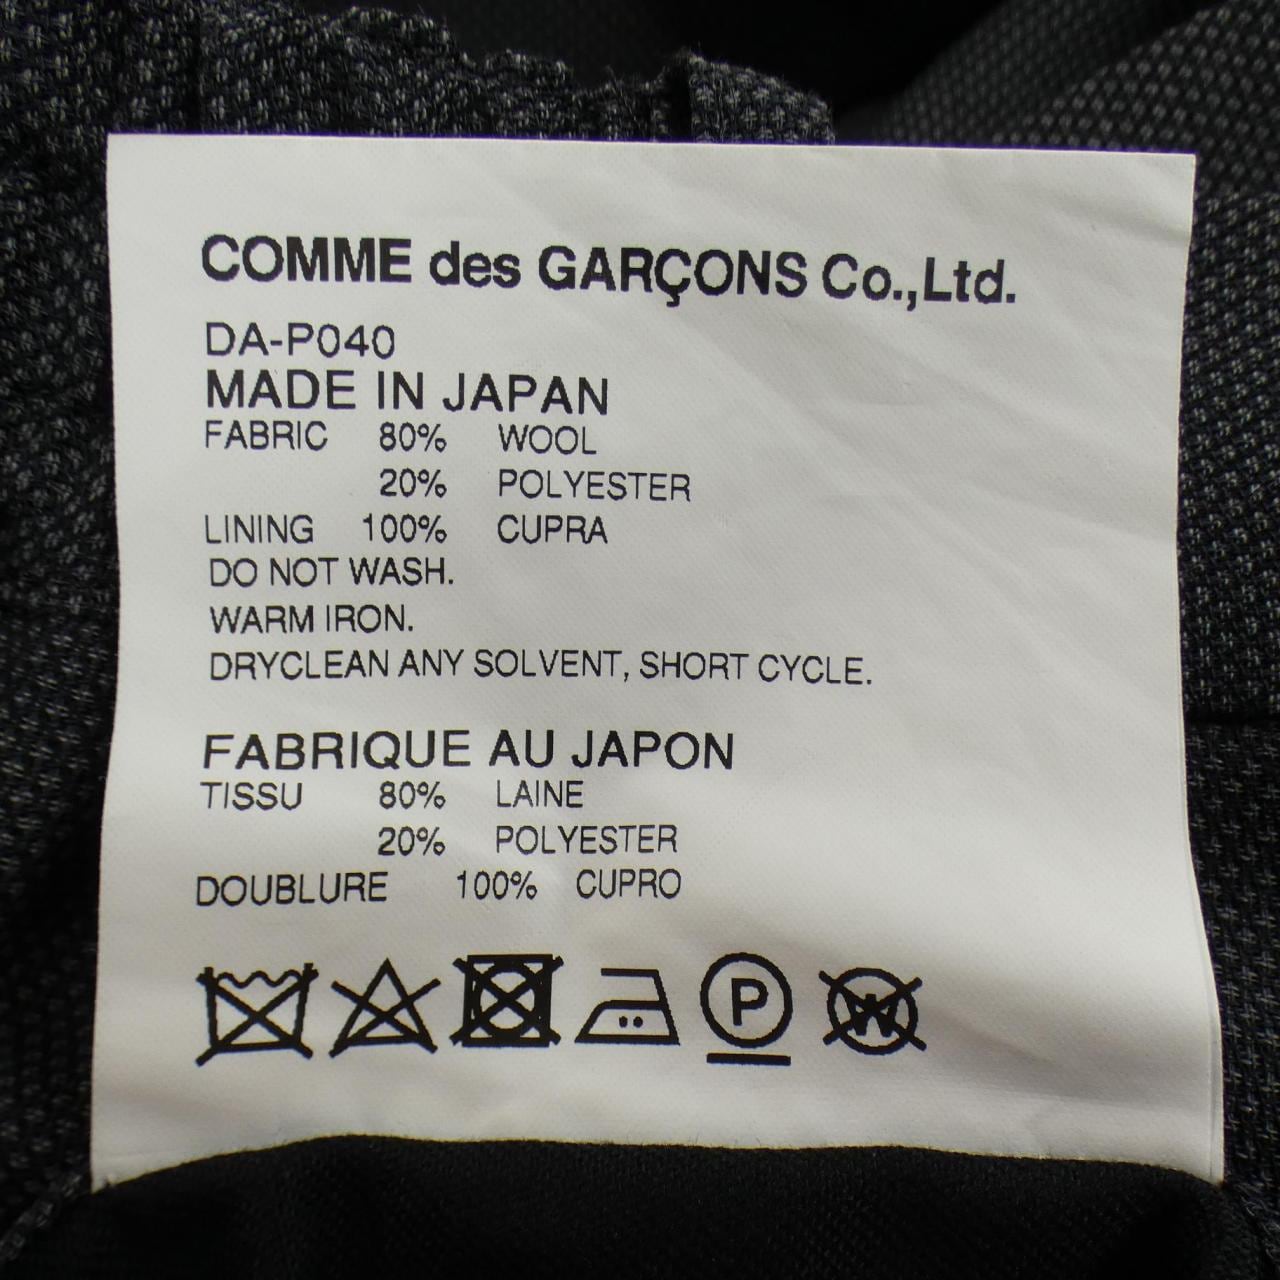 COMME des GARÇONS Co.,Ltd.
DA-P040
MADE IN JAPAN
FABRIC 80% WOOL
20% POLYESTER
LINING 100% CUPRA
DO NOT WASH.
WARM IRON.
DRYCLEAN ANY SOLVENT, SHORT CYCLE.
FABRIQUE AU JAPON
TISSU 80% LAINE
20% POLYESTER
DOUBLURE 100% CUPRO
P W